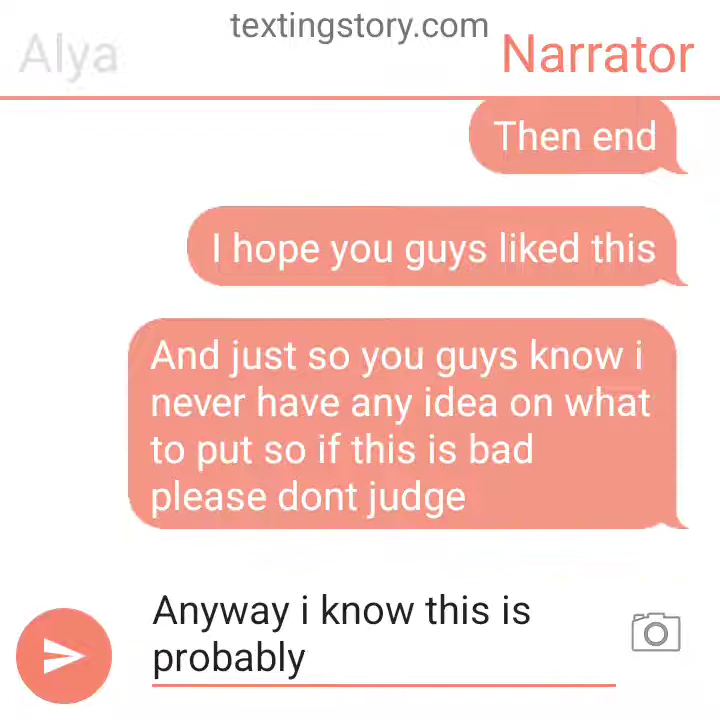 textingstory.com
Alya
Narrator
Then end
I hope you guys liked this
And just so you guys know i
never have any idea on what
to put so if this is bad
please dont judge
Anyway i know this is
probably